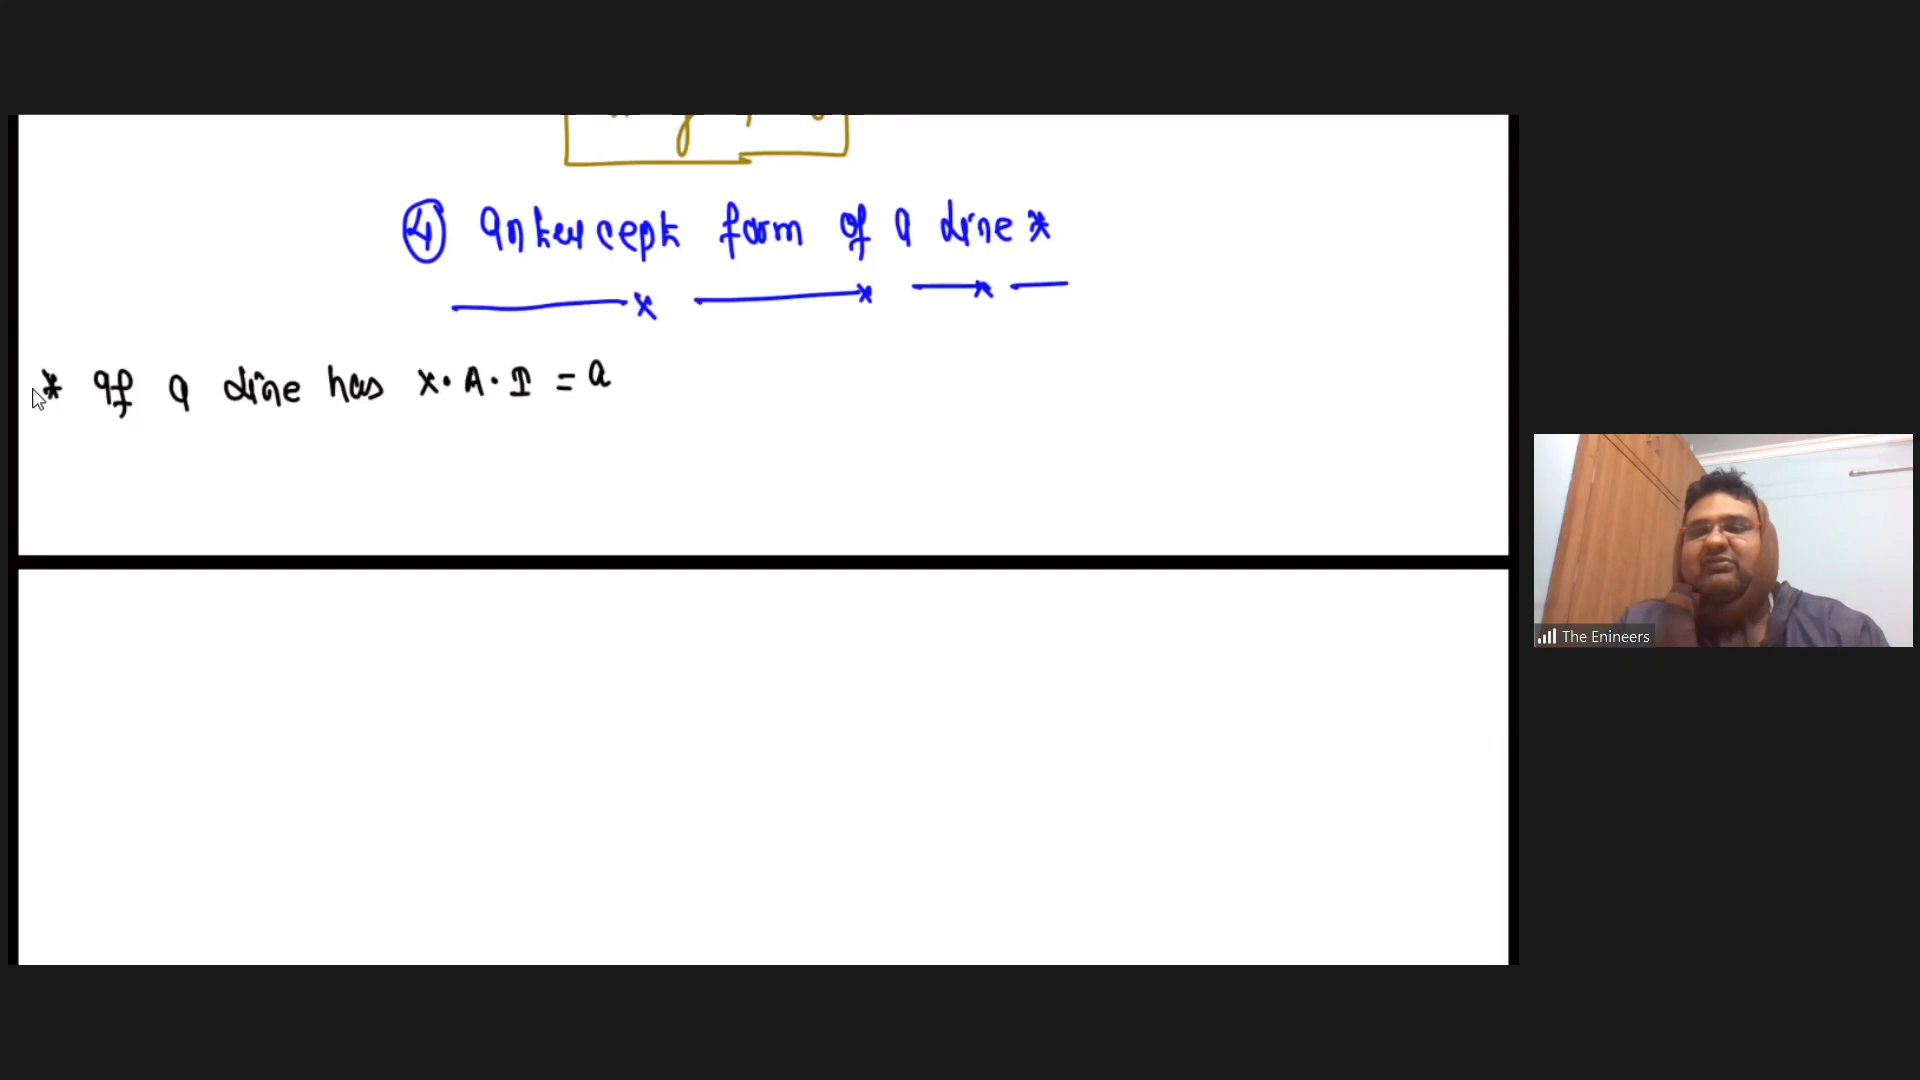 ④ Intercept form of a line *
* If a line has X·A·I = a
The Enineers